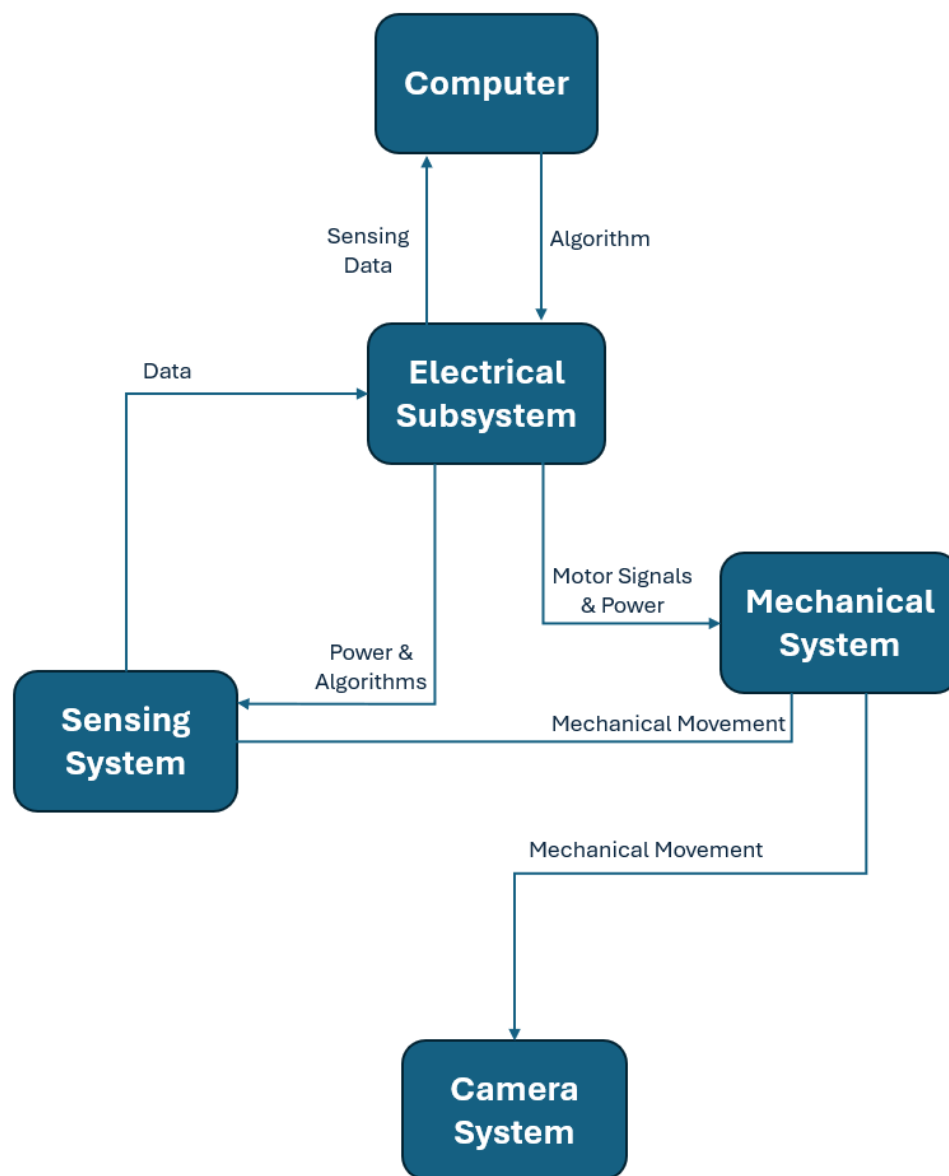 Computer
Sensing
Data
Algorithm
Electrical
Subsystem
Data
Motor Signals
& Power
Mechanical
System
Power &
Algorithms
Sensing
System
Mechanical Movement
Mechanical Movement
Camera
System